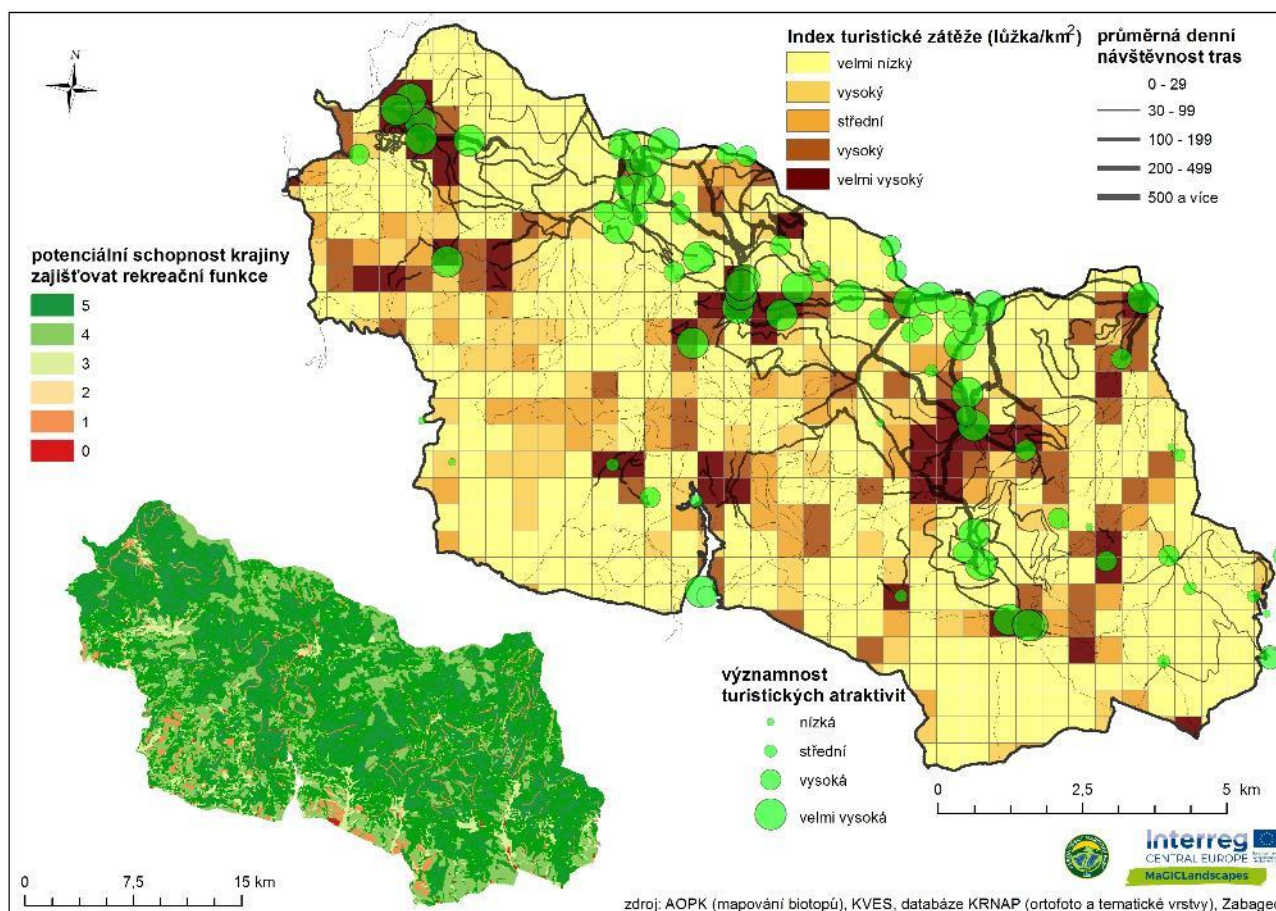 N
Index turistické zátěže (lůžka/km2)
velmi nízký
vysoký
střední
vysoký
velmi vysoký
průměrná denní
návštěvnost tras
0 - 29
30 - 99
100 - 199
200 - 499
500 a více
potenciální schopnost krajiny
zajišťovat rekreační funkce
5
4
3
2
1
0
významnost
turistických atraktivit
nízká
střední
vysoká
velmi vysoká
0 2,5 5 km
0 7,5 15 km
Interreg
CENTRAL EUROPE
MaGICLandscapes
zdroj: AOPK (mapování biotopů), KVES, databáze KRNAP (ortofoto a tematické vrstvy), Zabaged